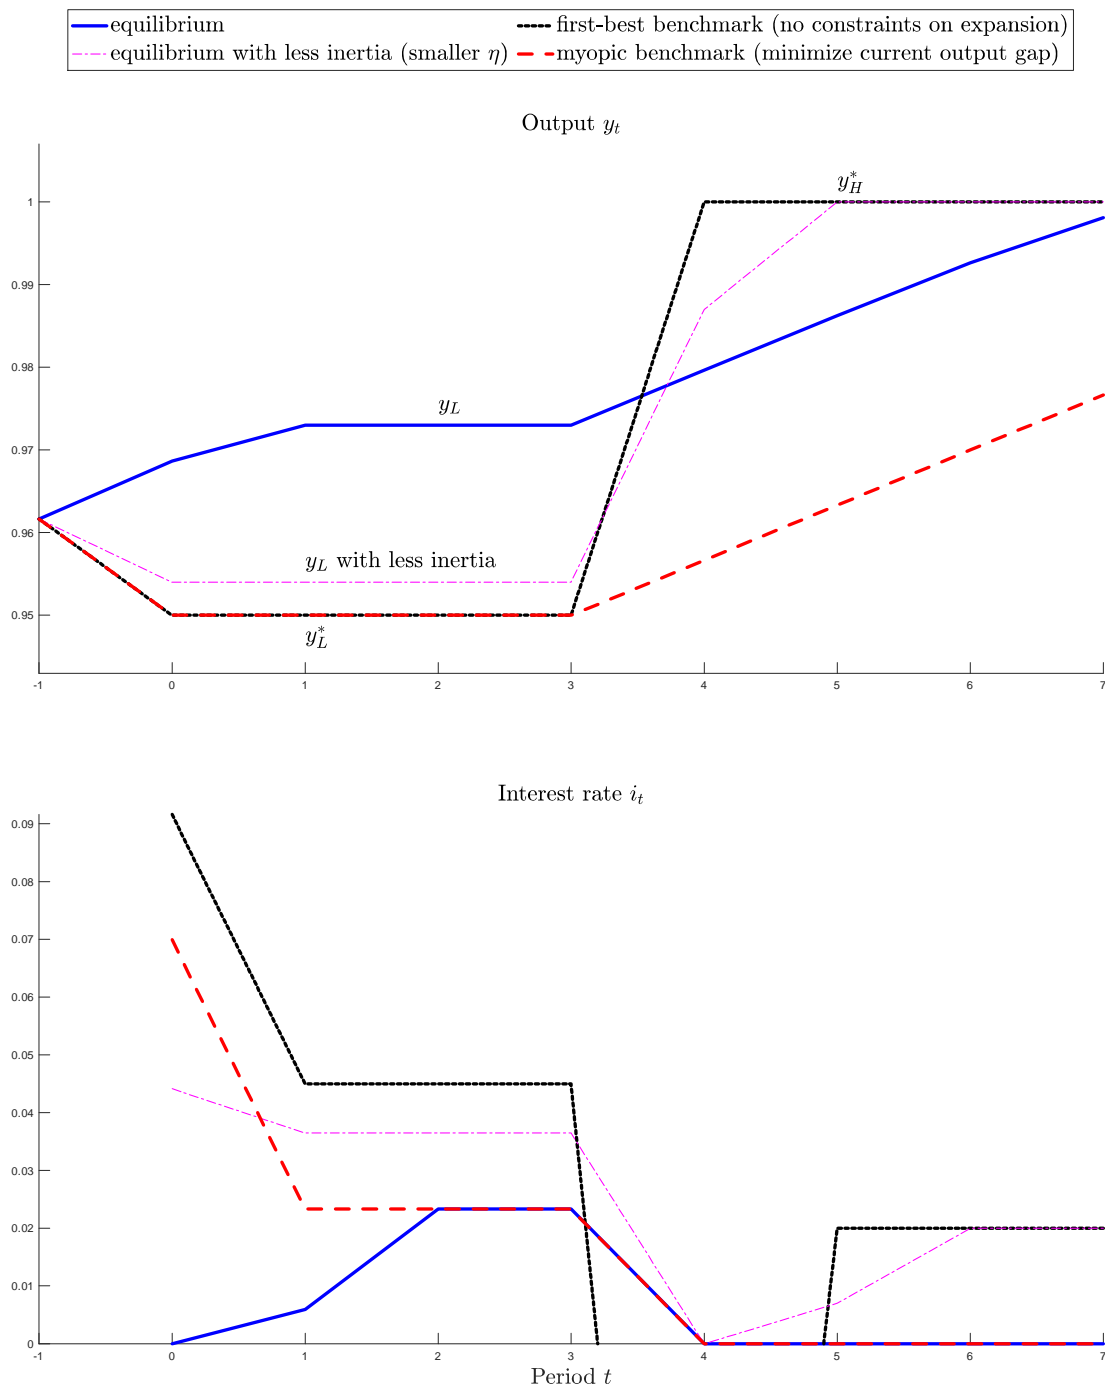 equilibrium
first-best benchmark (no constraints on expansion)
equilibrium with less inertia (smaller η)
myopic benchmark (minimize current output gap)
Output y_t
1
0.99
0.98
0.97
0.96
0.95
y_H^*
y_L
y_L with less inertia
y_L^*
-1 0 1 2 3 4 5 6 7
Interest rate i_t
0.09
0.08
0.07
0.06
0.05
0.04
0.03
0.02
0.01
0
-1 0 1 2 3 4 5 6 7
Period t